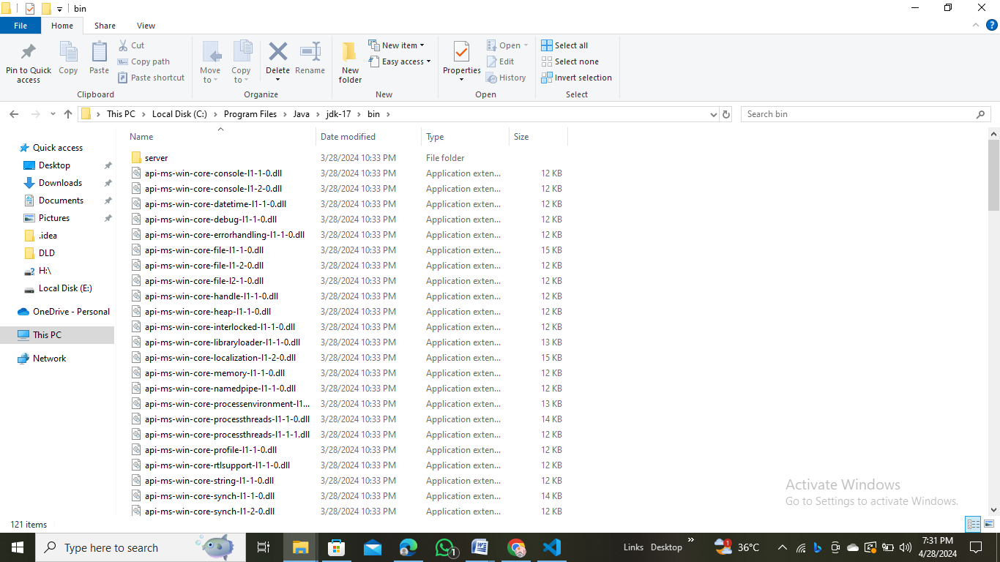 bin
File Home Share View
Pin to Quick access
Copy
Paste
Cut
Copy path
Paste shortcut
Clipboard
Move to
Copy to
Delete
Rename
Organize
New folder
New item
Easy access
New
Properties
Open
Edit
History
Open
Select all
Select none
Invert selection
Select
This PC › Local Disk (C:) › Program Files › Java › jdk-17 › bin ›
Search bin
Quick access
Desktop
Downloads
Documents
Pictures
.idea
DLD
H:\
Local Disk (E:)
OneDrive - Personal
This PC
Network
Name Date modified Type Size
server 3/28/2024 10:33 PM File folder
api-ms-win-core-console-l1-1-0.dll 3/28/2024 10:33 PM Application exten... 12 KB
api-ms-win-core-console-l1-2-0.dll 3/28/2024 10:33 PM Application exten... 12 KB
api-ms-win-core-datetime-l1-1-0.dll 3/28/2024 10:33 PM Application exten... 12 KB
api-ms-win-core-debug-l1-1-0.dll 3/28/2024 10:33 PM Application exten... 12 KB
api-ms-win-core-errorhandling-l1-1-0.dll 3/28/2024 10:33 PM Application exten... 12 KB
api-ms-win-core-file-l1-1-0.dll 3/28/2024 10:33 PM Application exten... 15 KB
api-ms-win-core-file-l1-2-0.dll 3/28/2024 10:33 PM Application exten... 12 KB
api-ms-win-core-file-l2-1-0.dll 3/28/2024 10:33 PM Application exten... 12 KB
api-ms-win-core-handle-l1-1-0.dll 3/28/2024 10:33 PM Application exten... 12 KB
api-ms-win-core-heap-l1-1-0.dll 3/28/2024 10:33 PM Application exten... 12 KB
api-ms-win-core-interlocked-l1-1-0.dll 3/28/2024 10:33 PM Application exten... 12 KB
api-ms-win-core-libraryloader-l1-1-0.dll 3/28/2024 10:33 PM Application exten... 13 KB
api-ms-win-core-localization-l1-2-0.dll 3/28/2024 10:33 PM Application exten... 15 KB
api-ms-win-core-memory-l1-1-0.dll 3/28/2024 10:33 PM Application exten... 12 KB
api-ms-win-core-namedpipe-l1-1-0.dll 3/28/2024 10:33 PM Application exten... 12 KB
api-ms-win-core-processenvironment-l1... 3/28/2024 10:33 PM Application exten... 13 KB
api-ms-win-core-processthreads-l1-1-0.dll 3/28/2024 10:33 PM Application exten... 14 KB
api-ms-win-core-processthreads-l1-1-1.dll 3/28/2024 10:33 PM Application exten... 12 KB
api-ms-win-core-profile-l1-1-0.dll 3/28/2024 10:33 PM Application exten... 12 KB
api-ms-win-core-rtlsupport-l1-1-0.dll 3/28/2024 10:33 PM Application exten... 12 KB
api-ms-win-core-string-l1-1-0.dll 3/28/2024 10:33 PM Application exten... 12 KB
api-ms-win-core-synch-l1-1-0.dll 3/28/2024 10:33 PM Application exten... 14 KB
api-ms-win-core-synch-l1-2-0.dll 3/28/2024 10:33 PM Application exten... 12 KB
Activate Windows
Go to Settings to activate Windows.
121 items
Type here to search
1
Links Desktop »
1
36°C
7:31 PM
4/28/2024